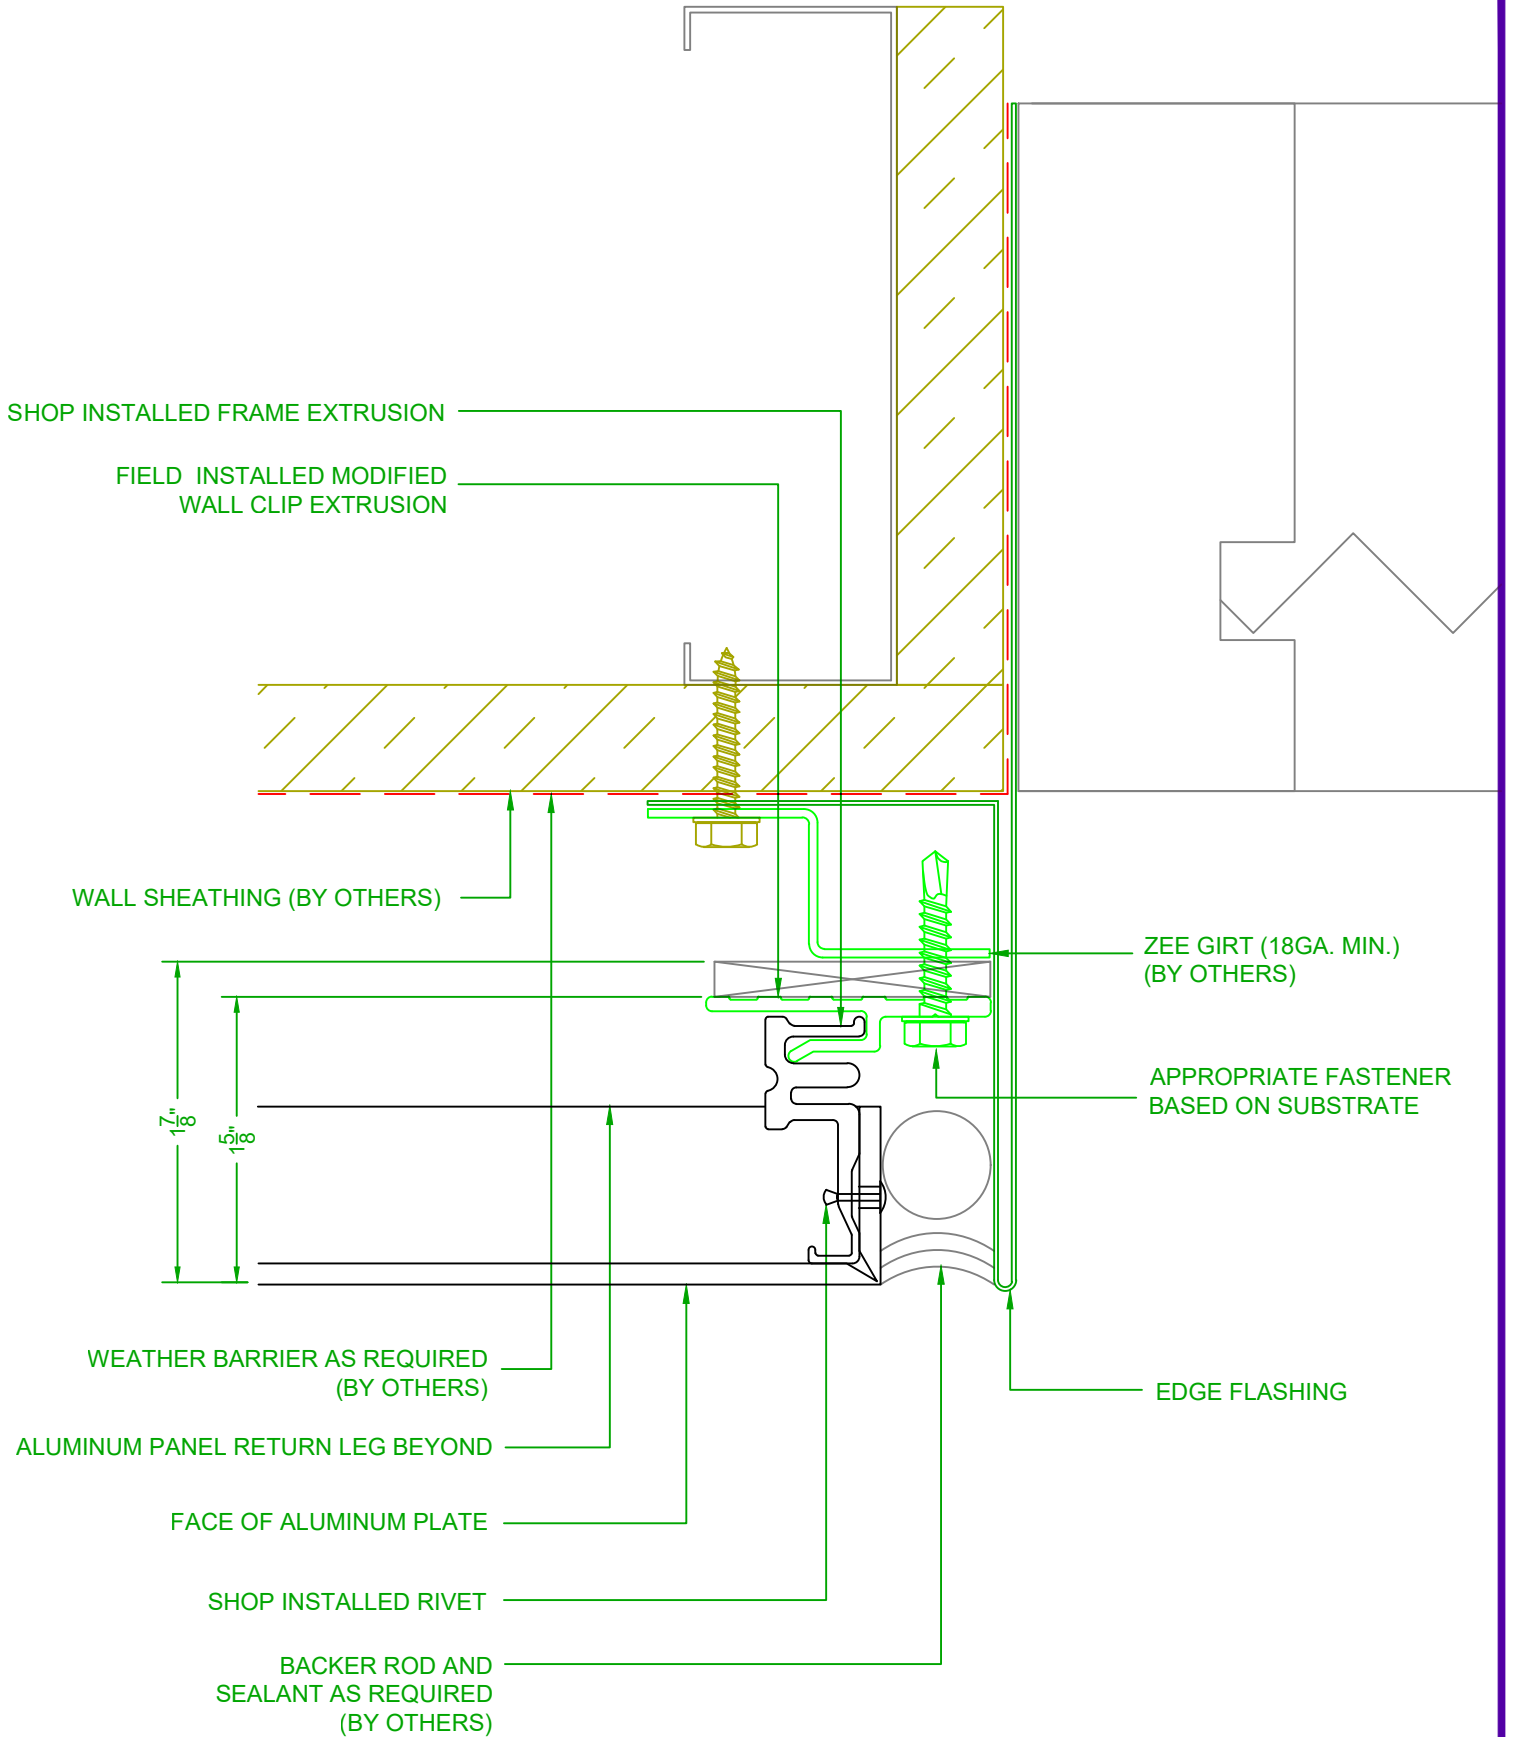 SHOP INSTALLED FRAME EXTRUSION
FIELD  INSTALLED MODIFIED
WALL CLIP EXTRUSION
WALL SHEATHING (BY OTHERS)
ZEE GIRT (18GA. MIN.)
(BY OTHERS)
APPROPRIATE FASTENER
BASED ON SUBSTRATE
1 7/8"
1 5/8"
WEATHER BARRIER AS REQUIRED
(BY OTHERS)
EDGE FLASHING
ALUMINUM PANEL RETURN LEG BEYOND
FACE OF ALUMINUM PLATE
SHOP INSTALLED RIVET
BACKER ROD AND
SEALANT AS REQUIRED
(BY OTHERS)